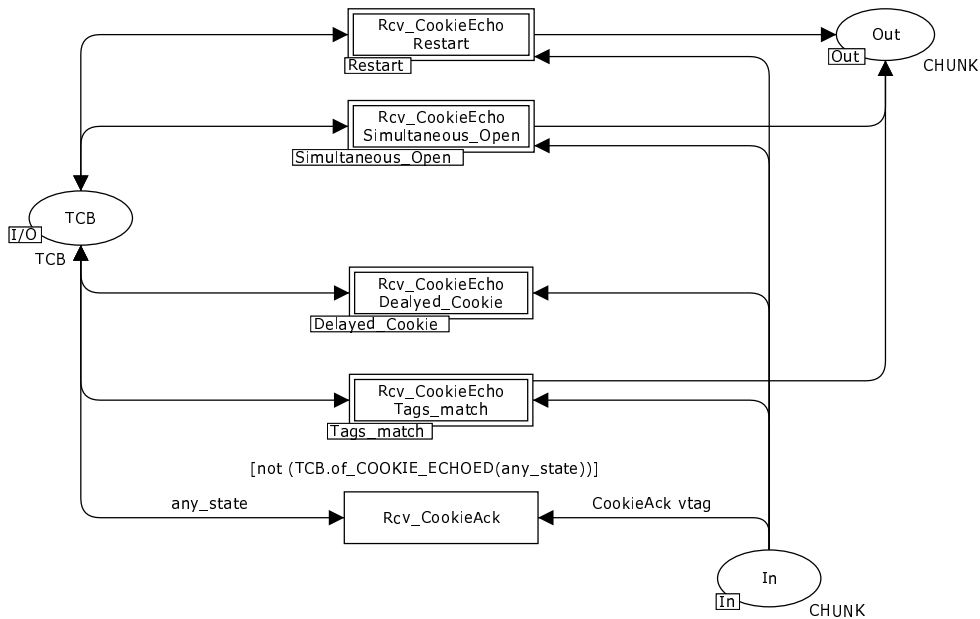 Rcv_CookieEcho
Restart
Restart
Out
Out
CHUNK
Rcv_CookieEcho
Simultaneous_Open
Simultaneous_Open
TCB
I/O
TCB
Rcv_CookieEcho
Dealyed_Cookie
Delayed_Cookie
Rcv_CookieEcho
Tags_match
Tags_match
[not (TCB.of_COOKIE_ECHOED(any_state))]
any_state
Rcv_CookieAck
CookieAck vtag
In
In
CHUNK